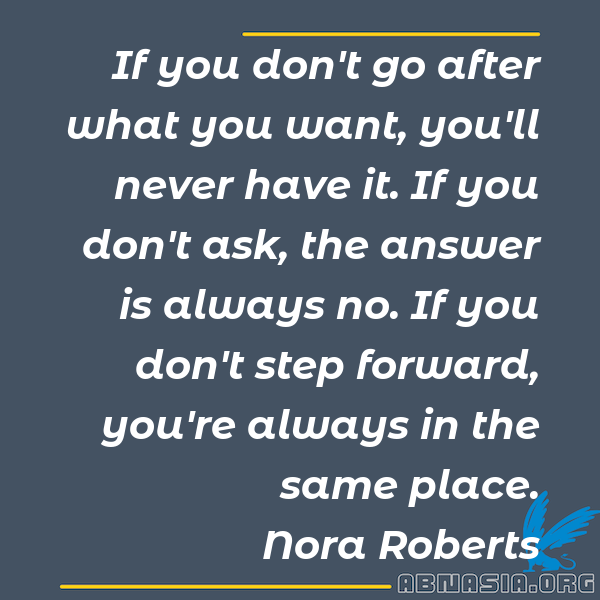 If you don't go after
what you want, you'll
never have it. If you
don't ask, the answer
is always no. If you
don't step forward,
you're always in the
same place.
Nora Roberts
ABNASIA.ORG